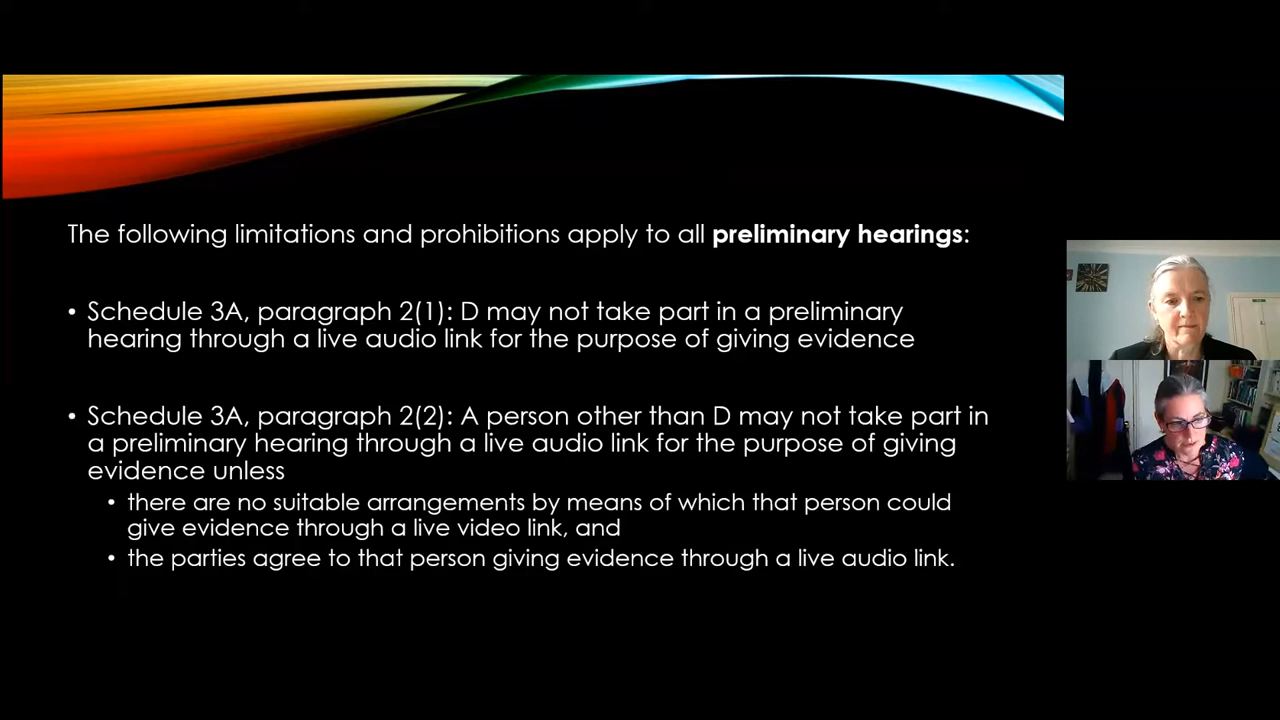 The following limitations and prohibitions apply to all preliminary hearings:
• Schedule 3A, paragraph 2(1): D may not take part in a preliminary
hearing through a live audio link for the purpose of giving evidence
• Schedule 3A, paragraph 2(2): A person other than D may not take part in
a preliminary hearing through a live audio link for the purpose of giving
evidence unless
• there are no suitable arrangements by means of which that person could
give evidence through a live video link, and
• the parties agree to that person giving evidence through a live audio link.